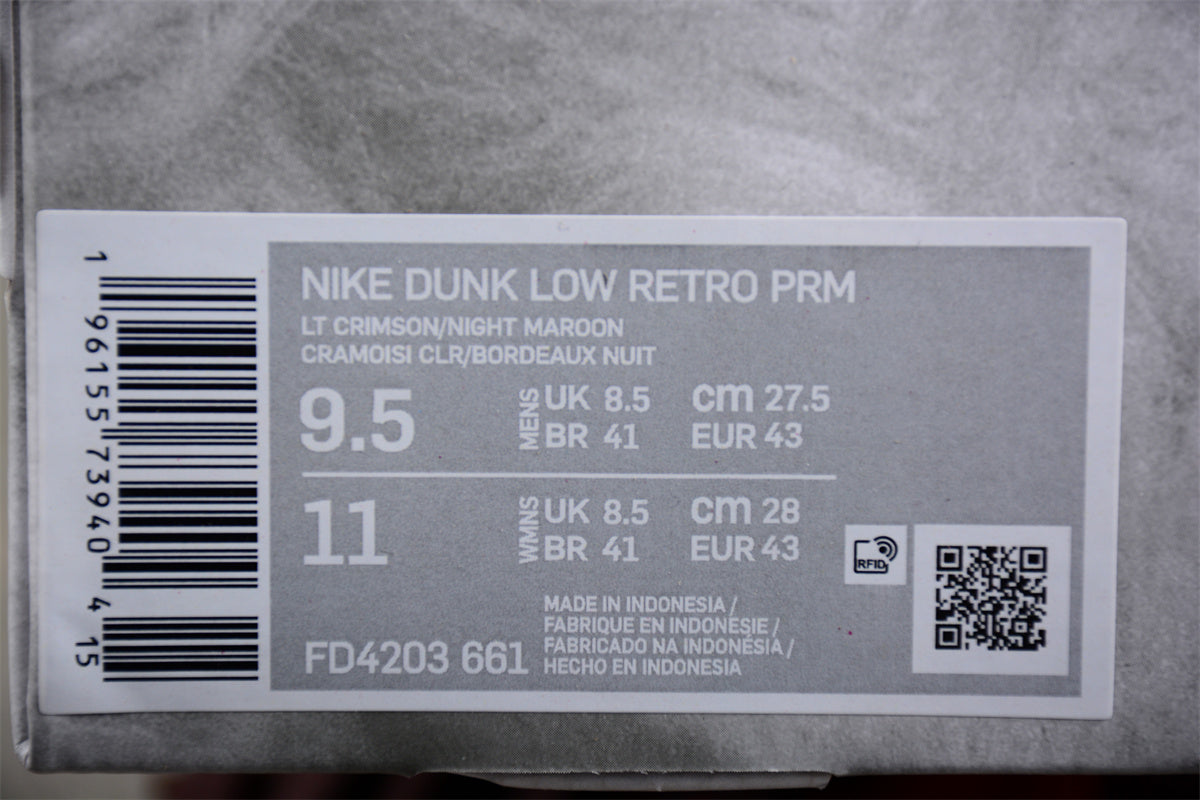 1 96155 73940 4 15
NIKE DUNK LOW RETRO PRM
LT CRIMSON/NIGHT MAROON
CRAMOISI CLR/BORDEAUX NUIT
9.5 MENS UK 8.5 cm 27.5
BR 41 EUR 43
11 WMNS UK 8.5 cm 28
BR 41 EUR 43
RFID
MADE IN INDONESIA /
FABRIQUE EN INDONESIE /
FABRICADO NA INDONÉSIA /
HECHO EN INDONESIA
FD4203 661